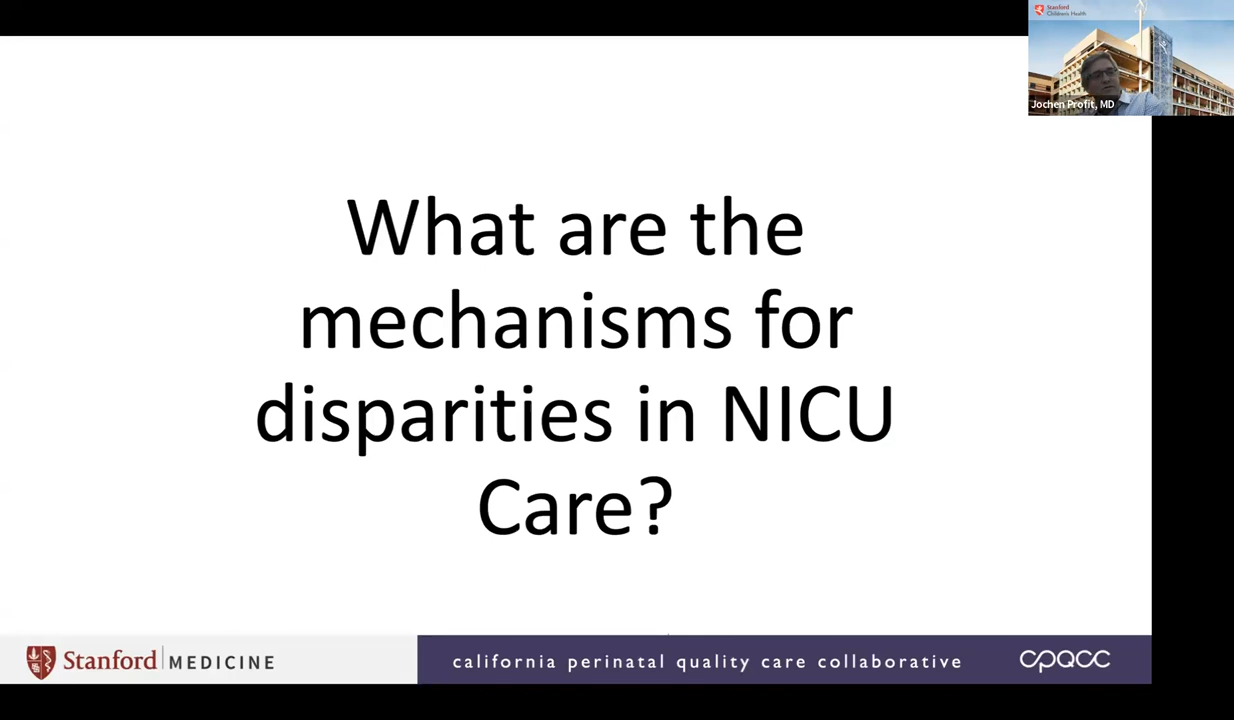 Stanford
Children's Health
Jochen Profit, MD
What are the
mechanisms for
disparities in NICU
Care?
Stanford MEDICINE
california perinatal quality care collaborative
cpqcc